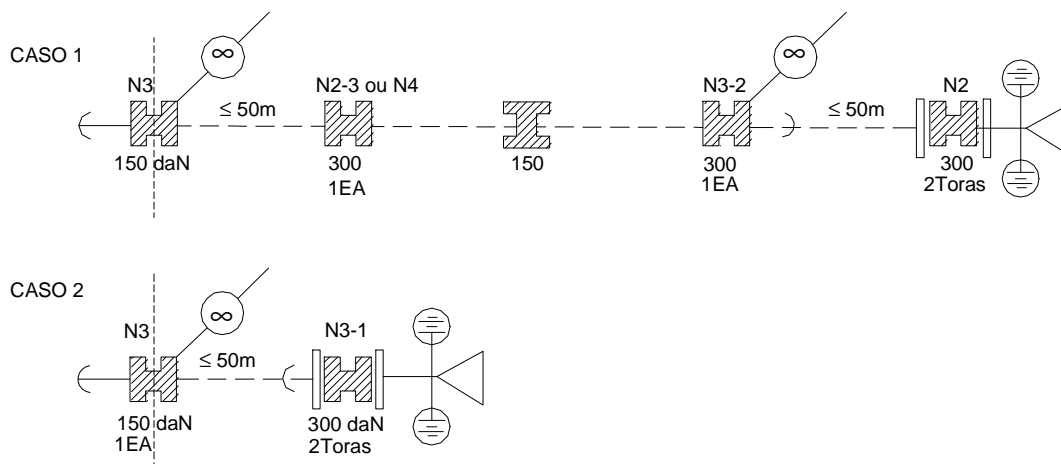 CASO 1
N3
N2-3 ou N4
N3-2
N2
≤ 50m
≤ 50m
150 daN
300
1EA
150
300
1EA
300
2Toras
∞
∞
CASO 2
∞
N3
N3-1
≤ 50m
150 daN
1EA
300 daN
2Toras